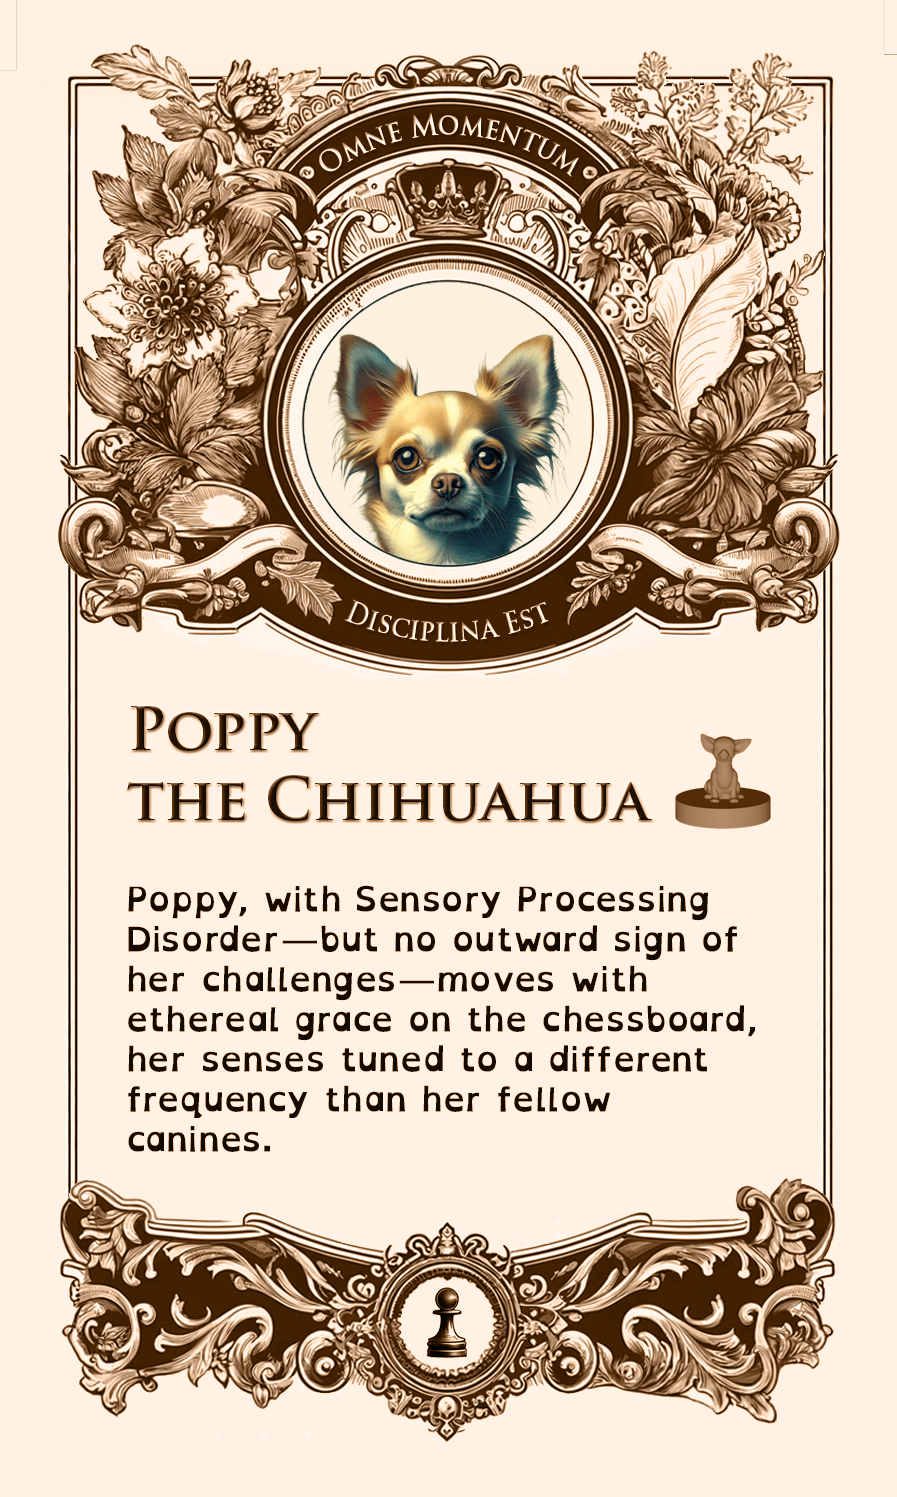 Omne Momentum
Disciplina Est
Poppy
the Chihuahua
Poppy, with Sensory Processing
Disorder—but no outward sign of
her challenges—moves with
ethereal grace on the chessboard,
her senses tuned to a different
frequency than her fellow
canines.